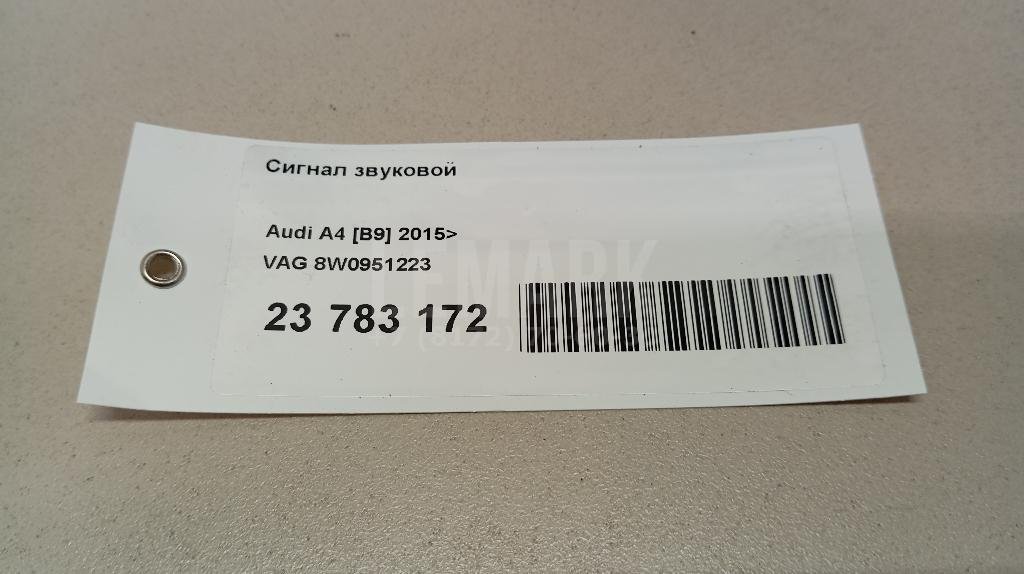 Сигнал звуковой
Audi A4 [B9] 2015>
VAG 8W0951223
23 783 172